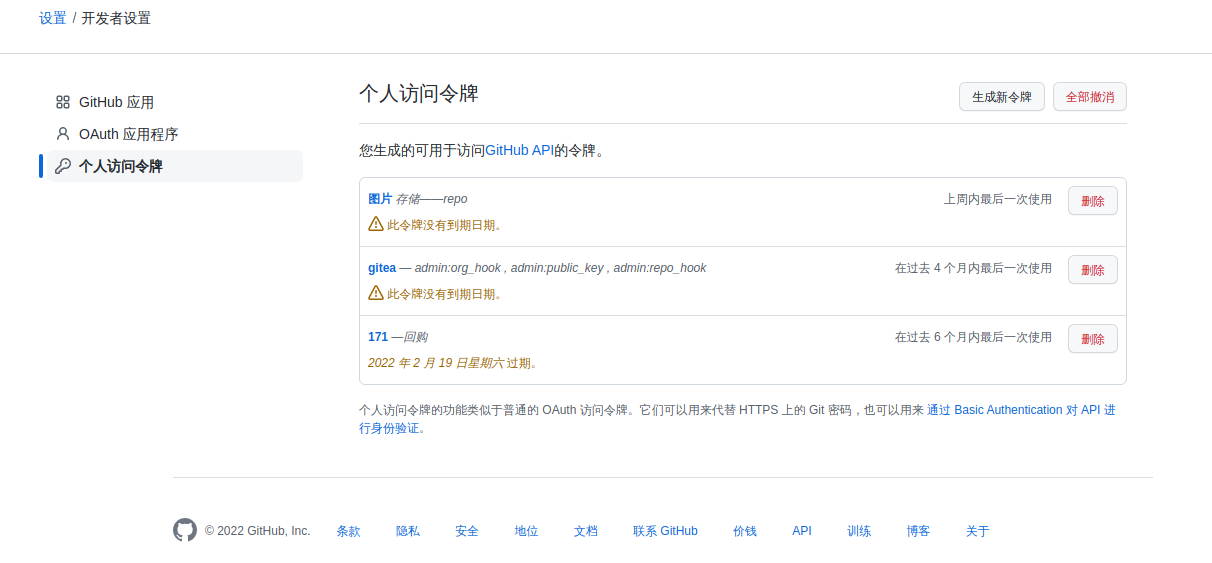 设置 / 开发者设置
GitHub 应用
OAuth 应用程序
个人访问令牌
个人访问令牌
生成新令牌 全部撤消
您生成的可用于访问GitHub API的令牌。
图片 存储——repo 上周内最后一次使用 删除
此令牌没有到期日期。
gitea — admin:org_hook , admin:public_key , admin:repo_hook 在过去 4 个月内最后一次使用 删除
此令牌没有到期日期。
171 —回购 在过去 6 个月内最后一次使用 删除
2022 年 2 月 19 日星期六 过期。
个人访问令牌的功能类似于普通的 OAuth 访问令牌。它们可以用来代替 HTTPS 上的 Git 密码，也可以用来 通过 Basic Authentication 对 API 进
行身份验证。
© 2022 GitHub, Inc. 条款 隐私 安全 地位 文档 联系 GitHub 价钱 API 训练 博客 关于